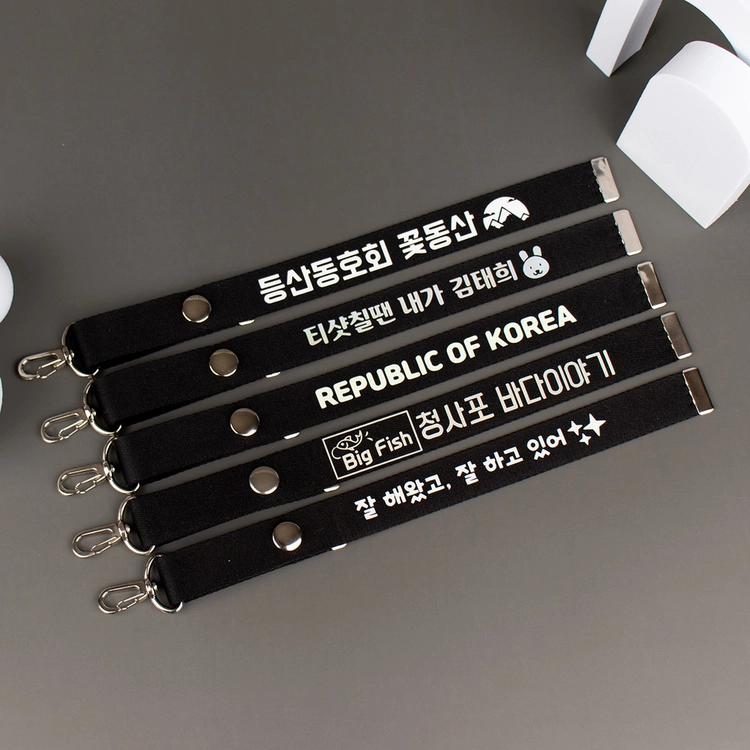 등산동호회 꽃동산
티샷칠땐 내가 김태희
REPUBLIC OF KOREA
Big Fish 청사포 바다이야기
잘 해왔고, 잘 하고 있어